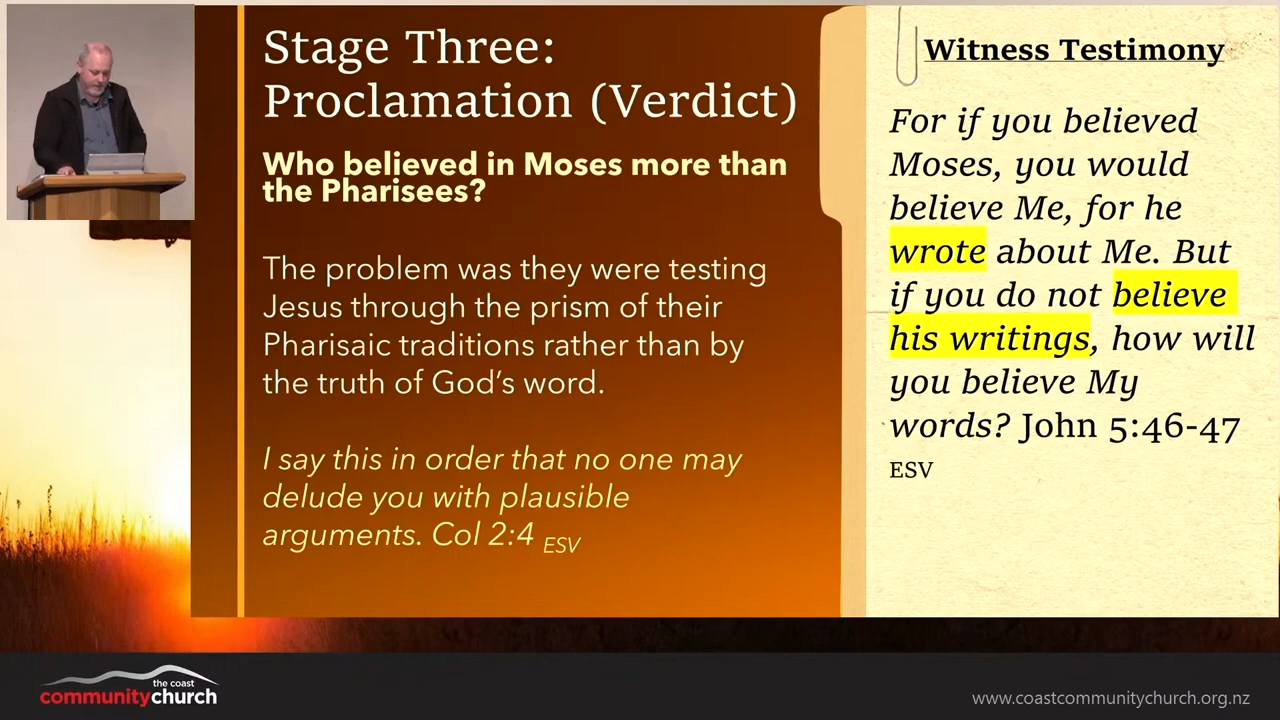 Stage Three:
Proclamation (Verdict)
Who believed in Moses more than
the Pharisees?
The problem was they were testing
Jesus through the prism of their
Pharisaic traditions rather than by
the truth of God's word.
I say this in order that no one may
delude you with plausible
arguments. Col 2:4 ESV
Witness Testimony
For if you believed
Moses, you would
believe Me, for he
wrote about Me. But
if you do not believe
his writings, how will
you believe My
words? John 5:46-47
ESV
the coast
communitychurch
www.coastcommunitychurch.org.nz